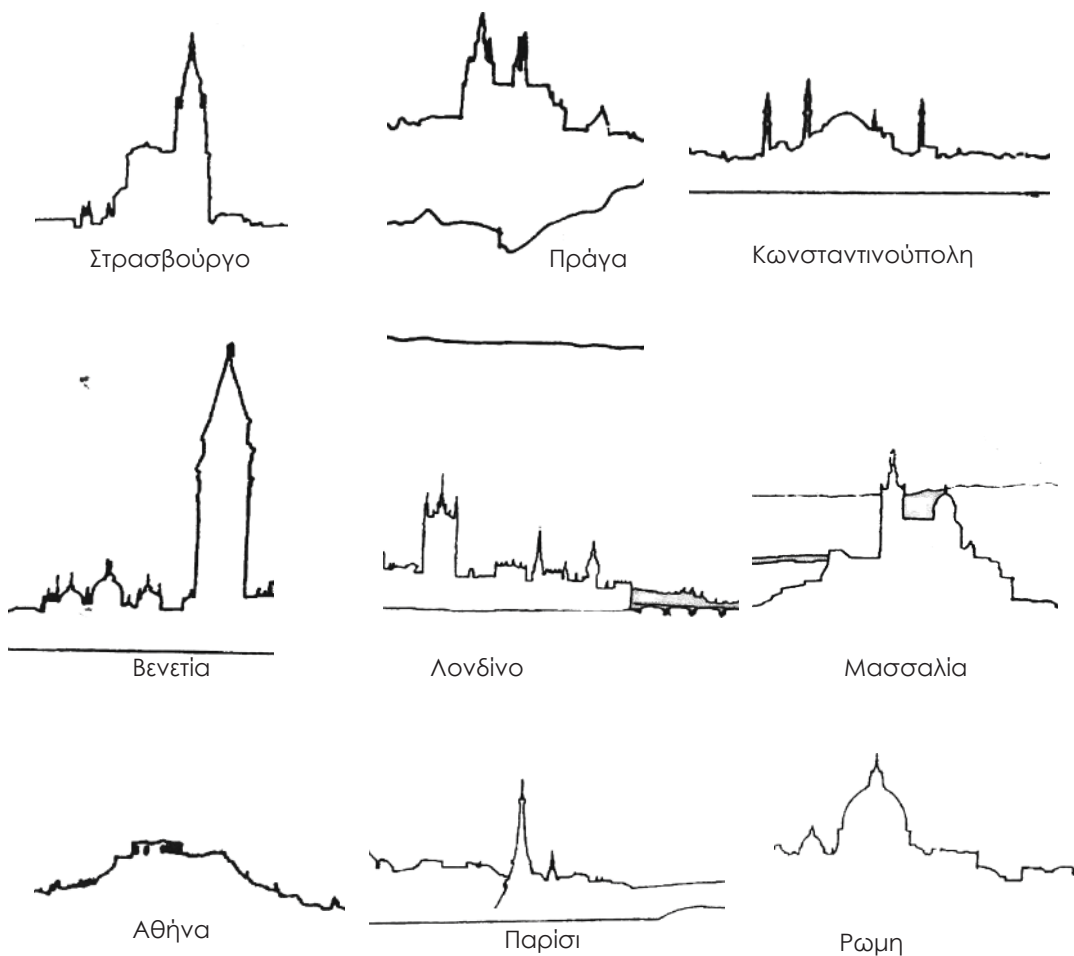 Στρασβούργο
Πράγα
Κωνσταντινούπολη
Βενετία
Λονδίνο
Μασσαλία
Αθήνα
Παρίσι
Ρωμη